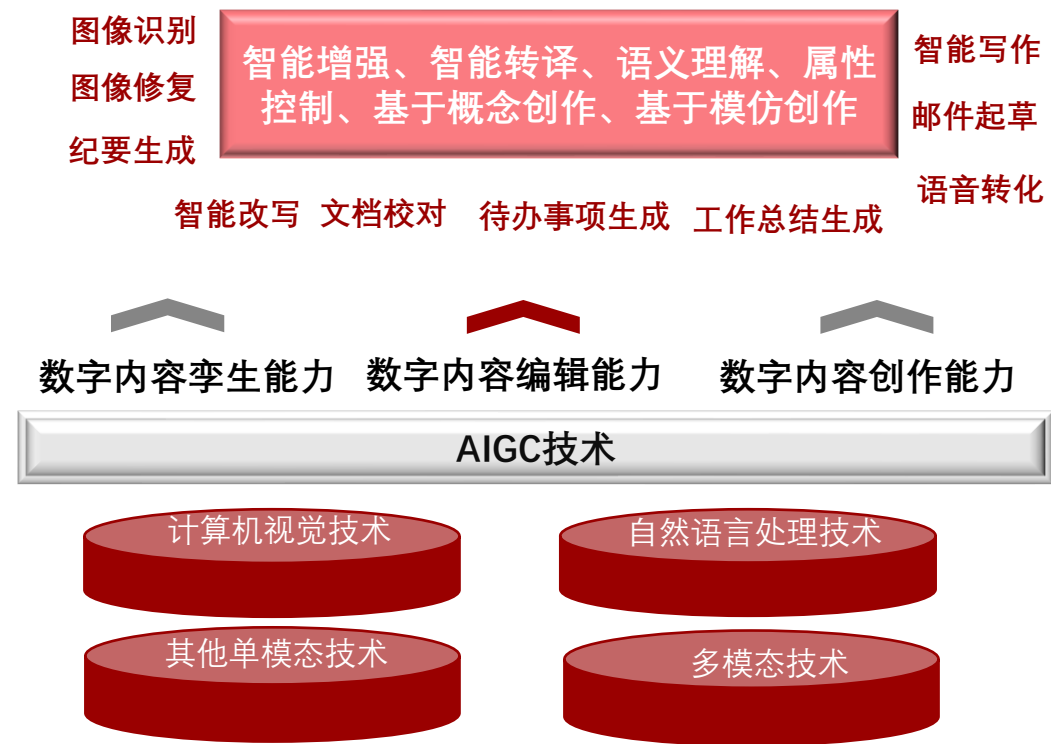 图像识别
图像修复
纪要生成
智能增强、智能转译、语义理解、属性
控制、基于概念创作、基于模仿创作
智能写作
邮件起草
语音转化
智能改写 文档校对 待办事项生成 工作总结生成
数字内容孪生能力 数字内容编辑能力 数字内容创作能力
AIGC技术
计算机视觉技术 自然语言处理技术
其他单模态技术 多模态技术